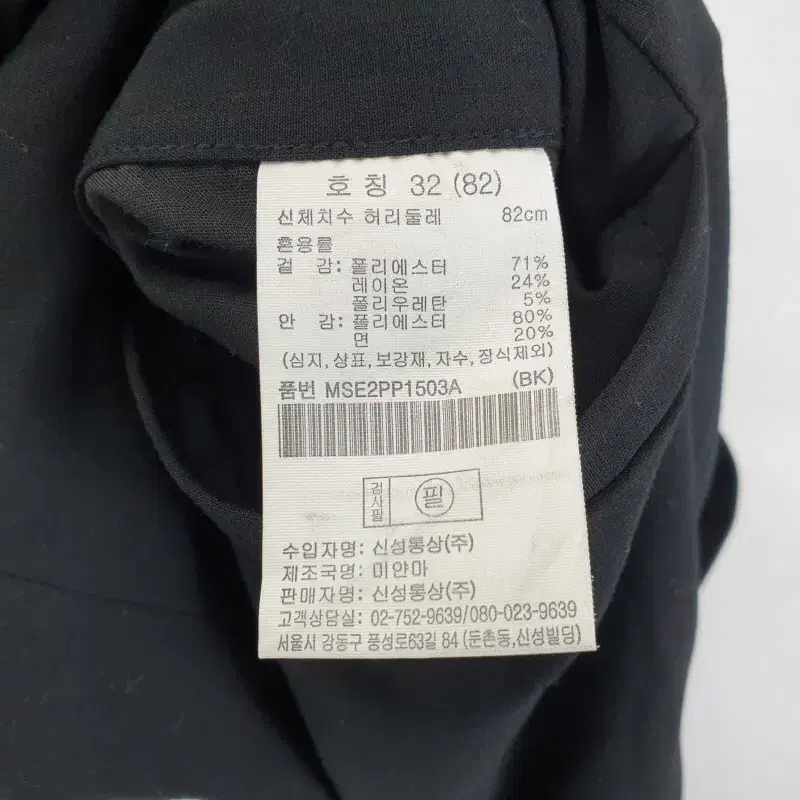 호 칭 32 (82)
신체치수 허리둘레 82cm
혼용률
겉 감: 폴리에스터 71%
레이온 24%
폴리우레탄 5%
안 감: 폴리에스터 80%
면 20%
(심지, 상표, 보강재, 자수, 장식제외)
품번 MSE2PP1503A (BK)
검사필 필
수입자명: 신성통상(주)
제조국명: 미얀마
판매자명: 신성통상(주)
고객상담실: 02-752-9639/080-023-9639
서울시 강동구 풍성로63길 84 (둔촌동,신성빌딩)